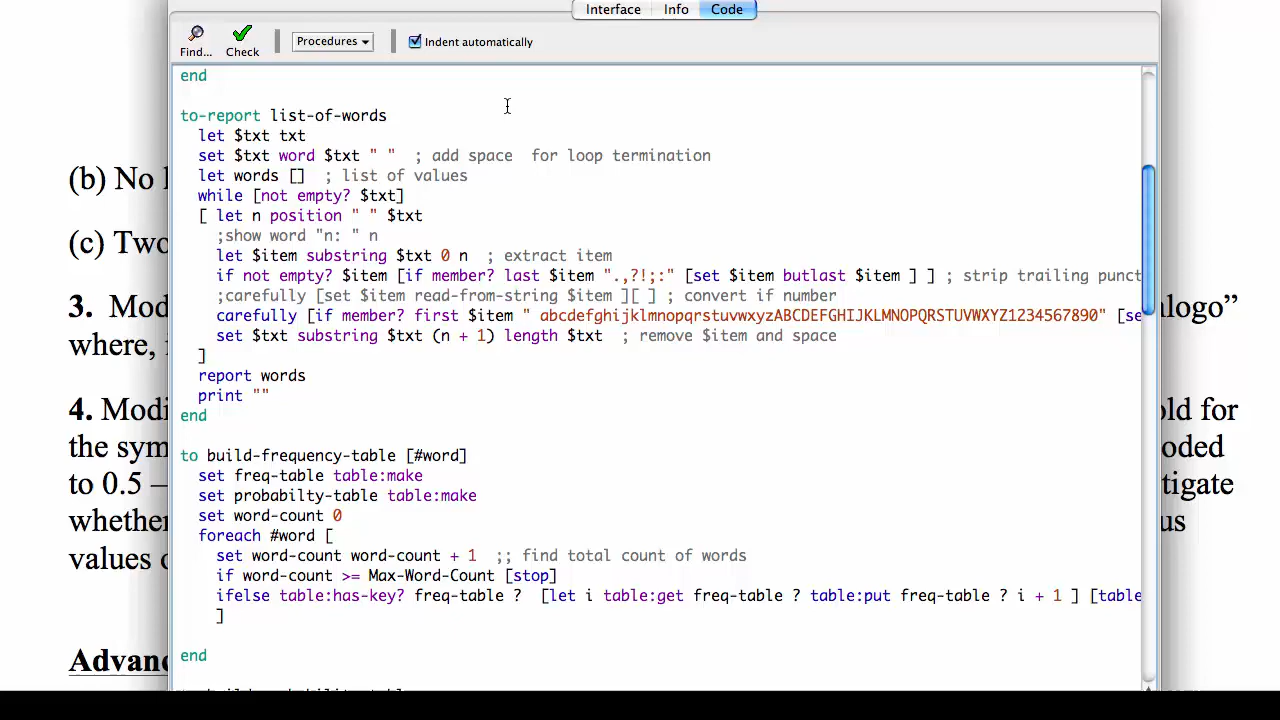 Interface Info Code
Find... Check Procedures Indent automatically
end
to-report list-of-words
let $txt txt
set $txt word $txt " " ; add space for loop termination
let words [] ; list of values
while [not empty? $txt]
[ let n position " " $txt
;show word "n: " n
let $item substring $txt 0 n ; extract item
if not empty? $item [if member? last $item ".,?!;:" [set $item butlast $item ] ] ; strip trailing punct
;carefully [set $item read-from-string $item ][ ] ; convert if number
carefully [if member? first $item " abcdefghijklmnopqrstuvwxyzABCDEFGHIJKLMNOPQRSTUVWXYZ1234567890" [se
set $txt substring $txt (n + 1) length $txt ; remove $item and space
]
report words
print ""
end
to build-frequency-table [#word]
set freq-table table:make
set probabilty-table table:make
set word-count 0
foreach #word [
set word-count word-count + 1 ;; find total count of words
if word-count >= Max-Word-Count [stop]
ifelse table:has-key? freq-table ? [let i table:get freq-table ? table:put freq-table ? i + 1 ] [table
]
end
(b) No
(c) Two
3. Mod
nlogo”
where,
4. Modi
old for
the sym
oded
to 0.5 —
tigate
whether
us
values
Advanc